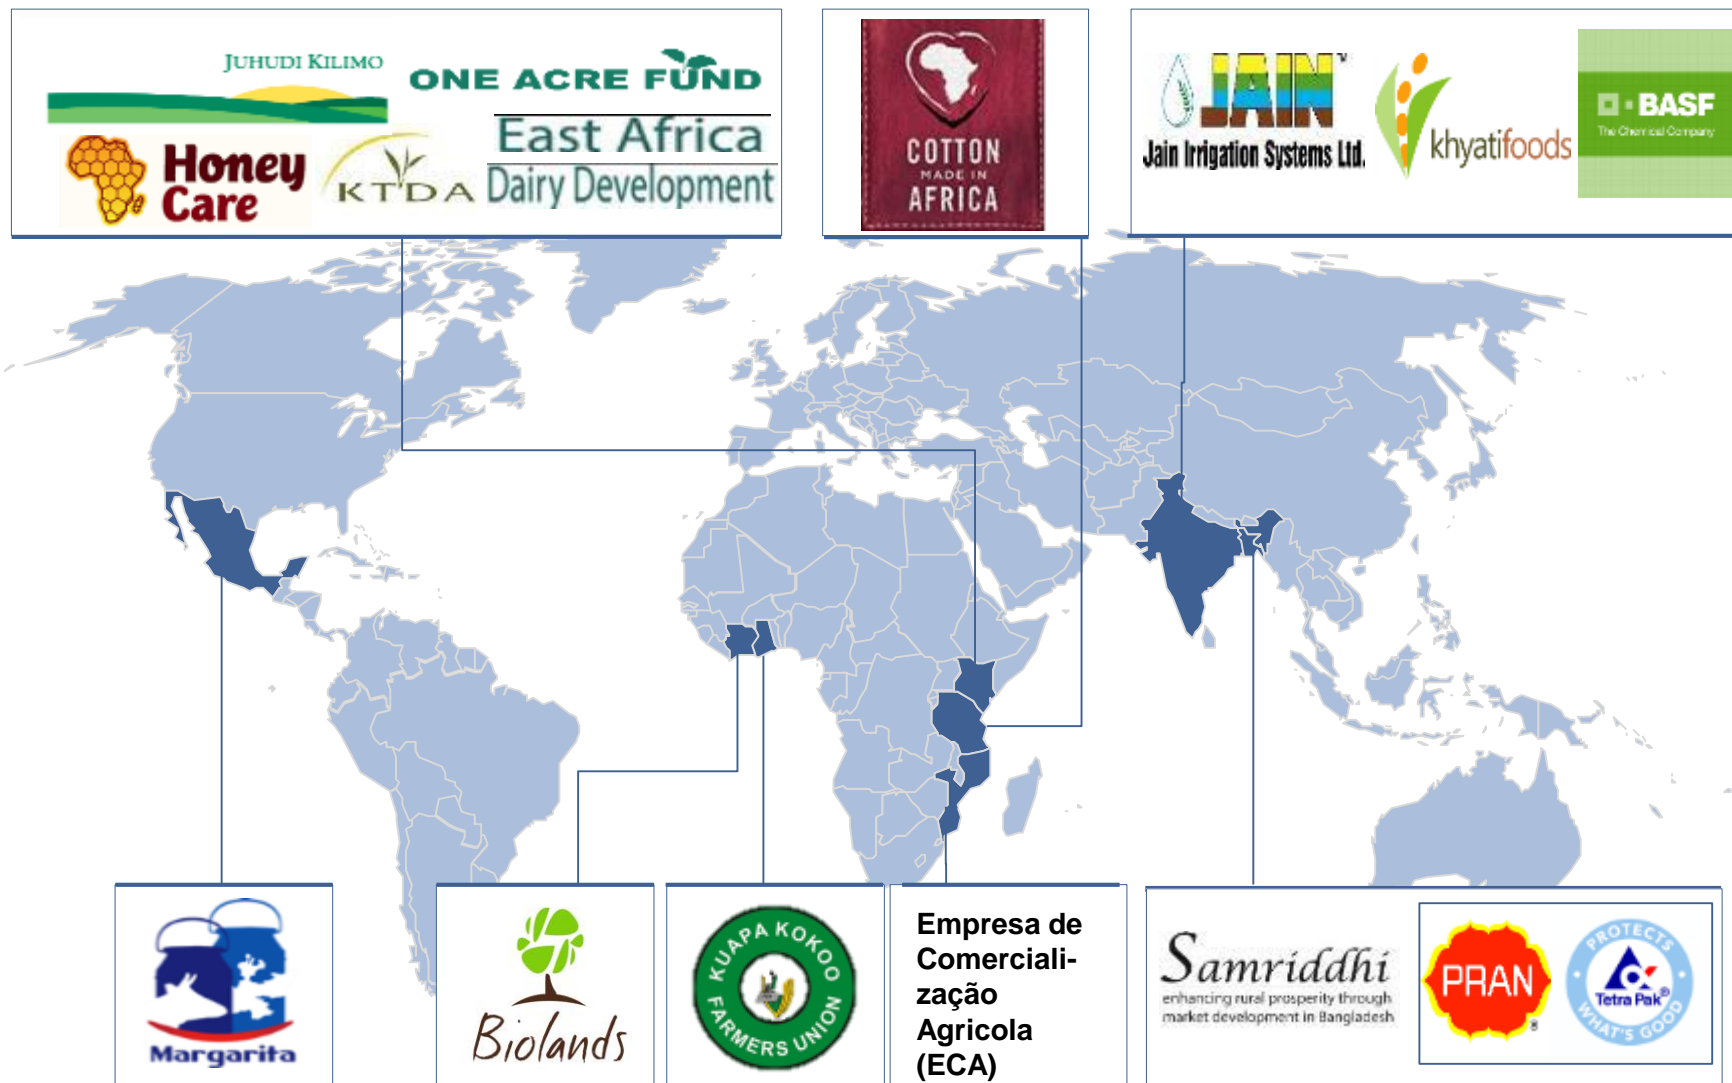 JUHUDI KILIMO
ONE ACRE FUND
Honey
Care
KTDA
East Africa
Dairy Development
COTTON
MADE IN
AFRICA
JAIN
Jain Irrigation Systems Ltd.
khyatifoods
BASF
The Chemical Company
Margarita
Biolands
KUAPA KOKOO
FARMERS UNION
Empresa de
Comerciali-
zação
Agricola
(ECA)
Samriddhi
enhancing rural prosperity through
market development in Bangladesh
PRAN
®
PROTECTS
Tetra Pak®
WHAT'S GOOD